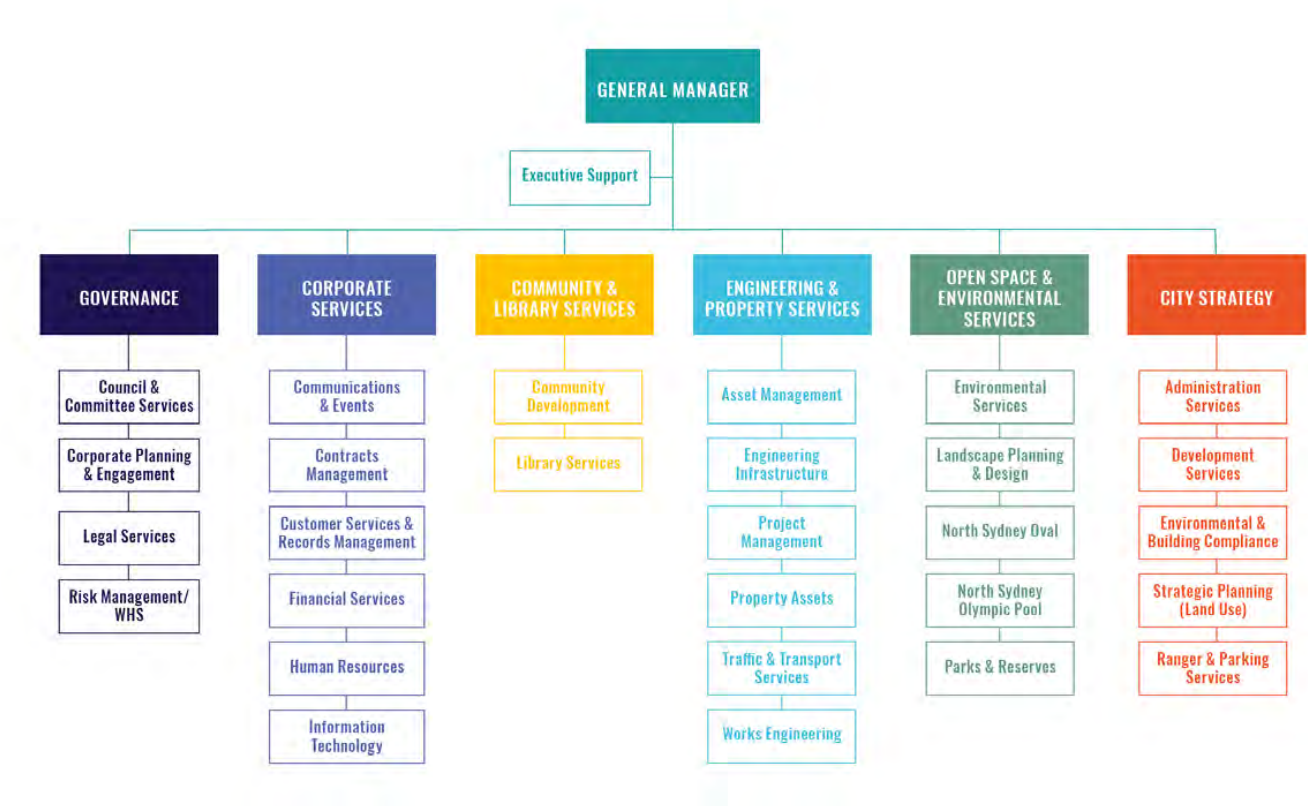 GENERAL MANAGER
Executive Support
GOVERNANCE
Council &
Committee Services
Corporate Planning
& Engagement
Legal Services
Risk Management/
WHS
CORPORATE
SERVICES
Communications
& Events
Contracts
Management
Customer Services &
Records Management
Financial Services
Human Resources
Information
Technology
COMMUNITY &
LIBRARY SERVICES
Community
Development
Library Services
ENGINEERING &
PROPERTY SERVICES
Asset Management
Engineering
Infrastructure
Project
Management
Property Assets
Traffic & Transport
Services
Works Engineering
OPEN SPACE &
ENVIRONMENTAL
SERVICES
Environmental
Services
Landscape Planning
& Design
North Sydney Oval
North Sydney
Olympic Pool
Parks & Reserves
CITY STRATEGY
Administration
Services
Development
Services
Environmental &
Building Compliance
Strategic Planning
(Land Use)
Ranger & Parking
Services